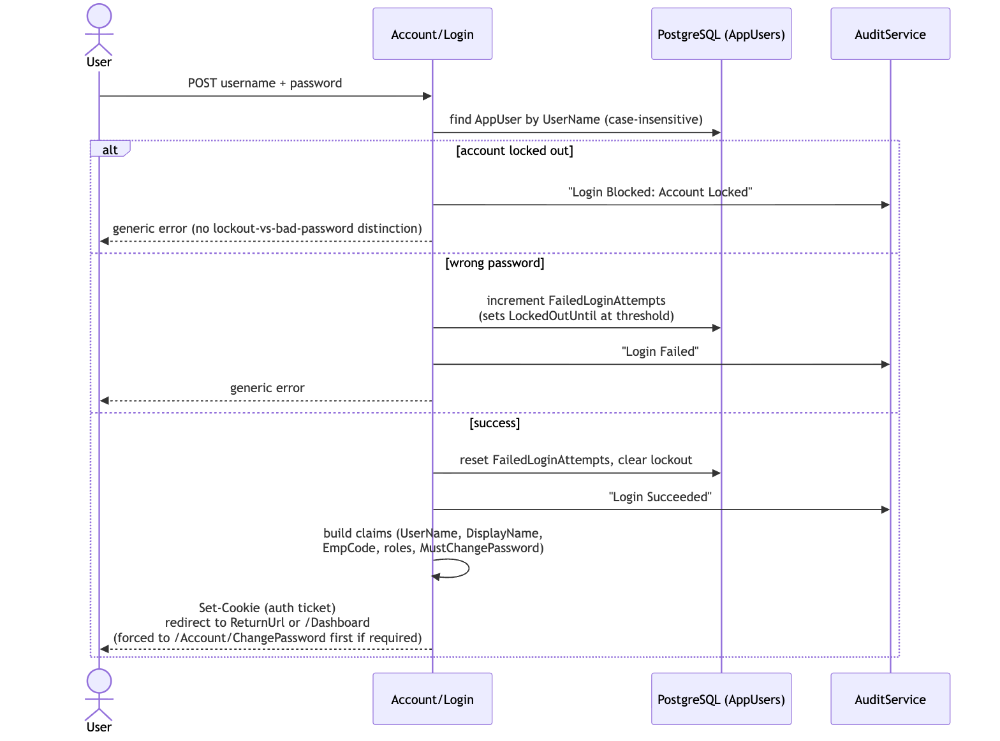 Account/Login
PostgreSQL (AppUsers)
AuditService
User
POST username + password
find AppUser by UserName (case-insensitive)
alt
[account locked out]
"Login Blocked: Account Locked"
generic error (no lockout-vs-bad-password distinction)
[wrong password]
increment FailedLoginAttempts
(sets LockedOutUntil at threshold)
"Login Failed"
generic error
[success]
reset FailedLoginAttempts, clear lockout
"Login Succeeded"
build claims (UserName, DisplayName,
EmpCode, roles, MustChangePassword)
Set-Cookie (auth ticket)
redirect to ReturnUrl or /Dashboard
(forced to /Account/ChangePassword first if required)
Account/Login
PostgreSQL (AppUsers)
AuditService
User